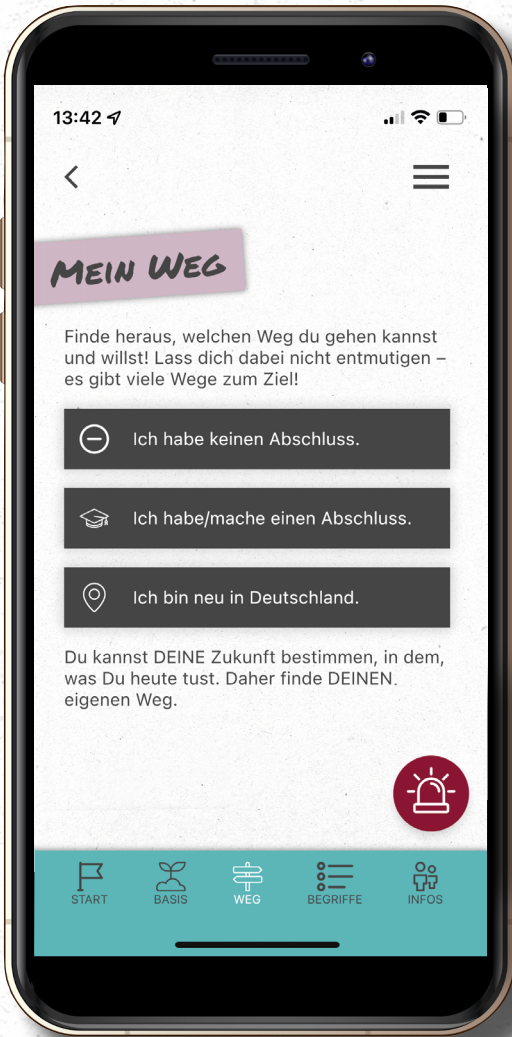 13:42
MEIN WEG
Finde heraus, welchen Weg du gehen kannst
und willst! Lass dich dabei nicht entmutigen –
es gibt viele Wege zum Ziel!
Ich habe keinen Abschluss.
Ich habe/mache einen Abschluss.
Ich bin neu in Deutschland.
Du kannst DEINE Zukunft bestimmen, in dem,
was Du heute tust. Daher finde DEINEN
eigenen Weg.
START BASIS WEG BEGRIFFE INFOS